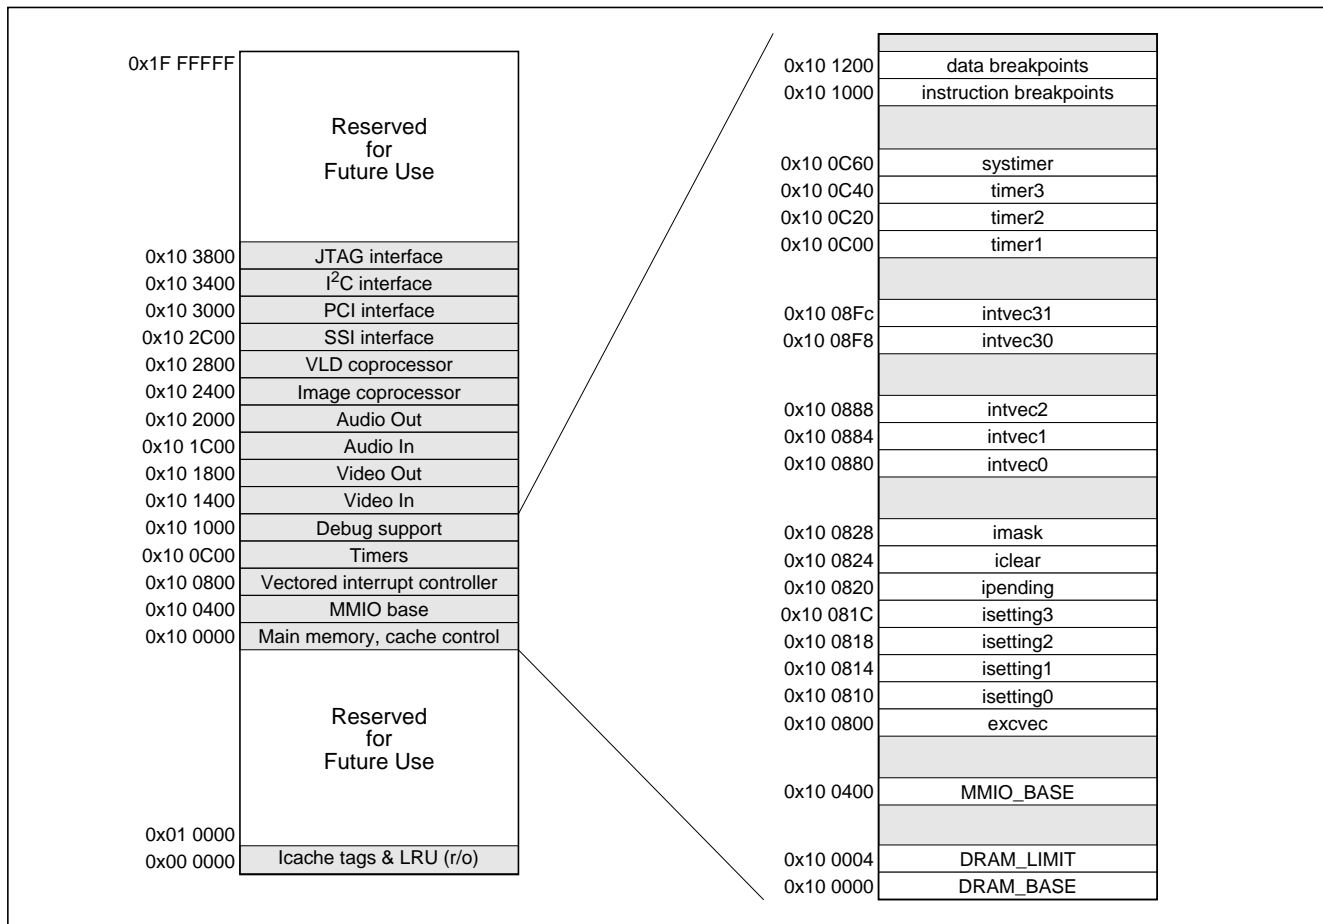 0x1F FFFFF
Reserved
for
Future Use
0x10 3800 JTAG interface
0x10 3400 I2C interface
0x10 3000 PCI interface
0x10 2C00 SSI interface
0x10 2800 VLD coprocessor
0x10 2400 Image coprocessor
0x10 2000 Audio Out
0x10 1C00 Audio In
0x10 1800 Video Out
0x10 1400 Video In
0x10 1000 Debug support
0x10 0C00 Timers
0x10 0800 Vectored interrupt controller
0x10 0400 MMIO base
0x10 0000 Main memory, cache control
Reserved
for
Future Use
0x01 0000
0x00 0000 Icache tags & LRU (r/o)
0x10 1200 data breakpoints
0x10 1000 instruction breakpoints
0x10 0C60 systimer
0x10 0C40 timer3
0x10 0C20 timer2
0x10 0C00 timer1
0x10 08Fc intvec31
0x10 08F8 intvec30
0x10 0888 intvec2
0x10 0884 intvec1
0x10 0880 intvec0
0x10 0828 imask
0x10 0824 iclear
0x10 0820 ipending
0x10 081C isetting3
0x10 0818 isetting2
0x10 0814 isetting1
0x10 0810 isetting0
0x10 0800 excvec
0x10 0400 MMIO_BASE
0x10 0004 DRAM_LIMIT
0x10 0000 DRAM_BASE